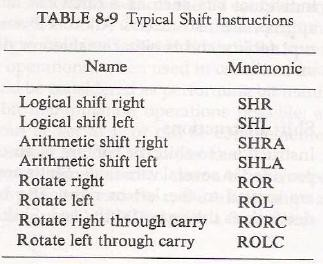 TABLE 8-9 Typical Shift Instructions
Name Mnemonic
Logical shift right SHR
Logical shift left SHL
Arithmetic shift right SHRA
Arithmetic shift left SHLA
Rotate right ROR
Rotate left ROL
Rotate right through carry RORC
Rotate left through carry ROLC